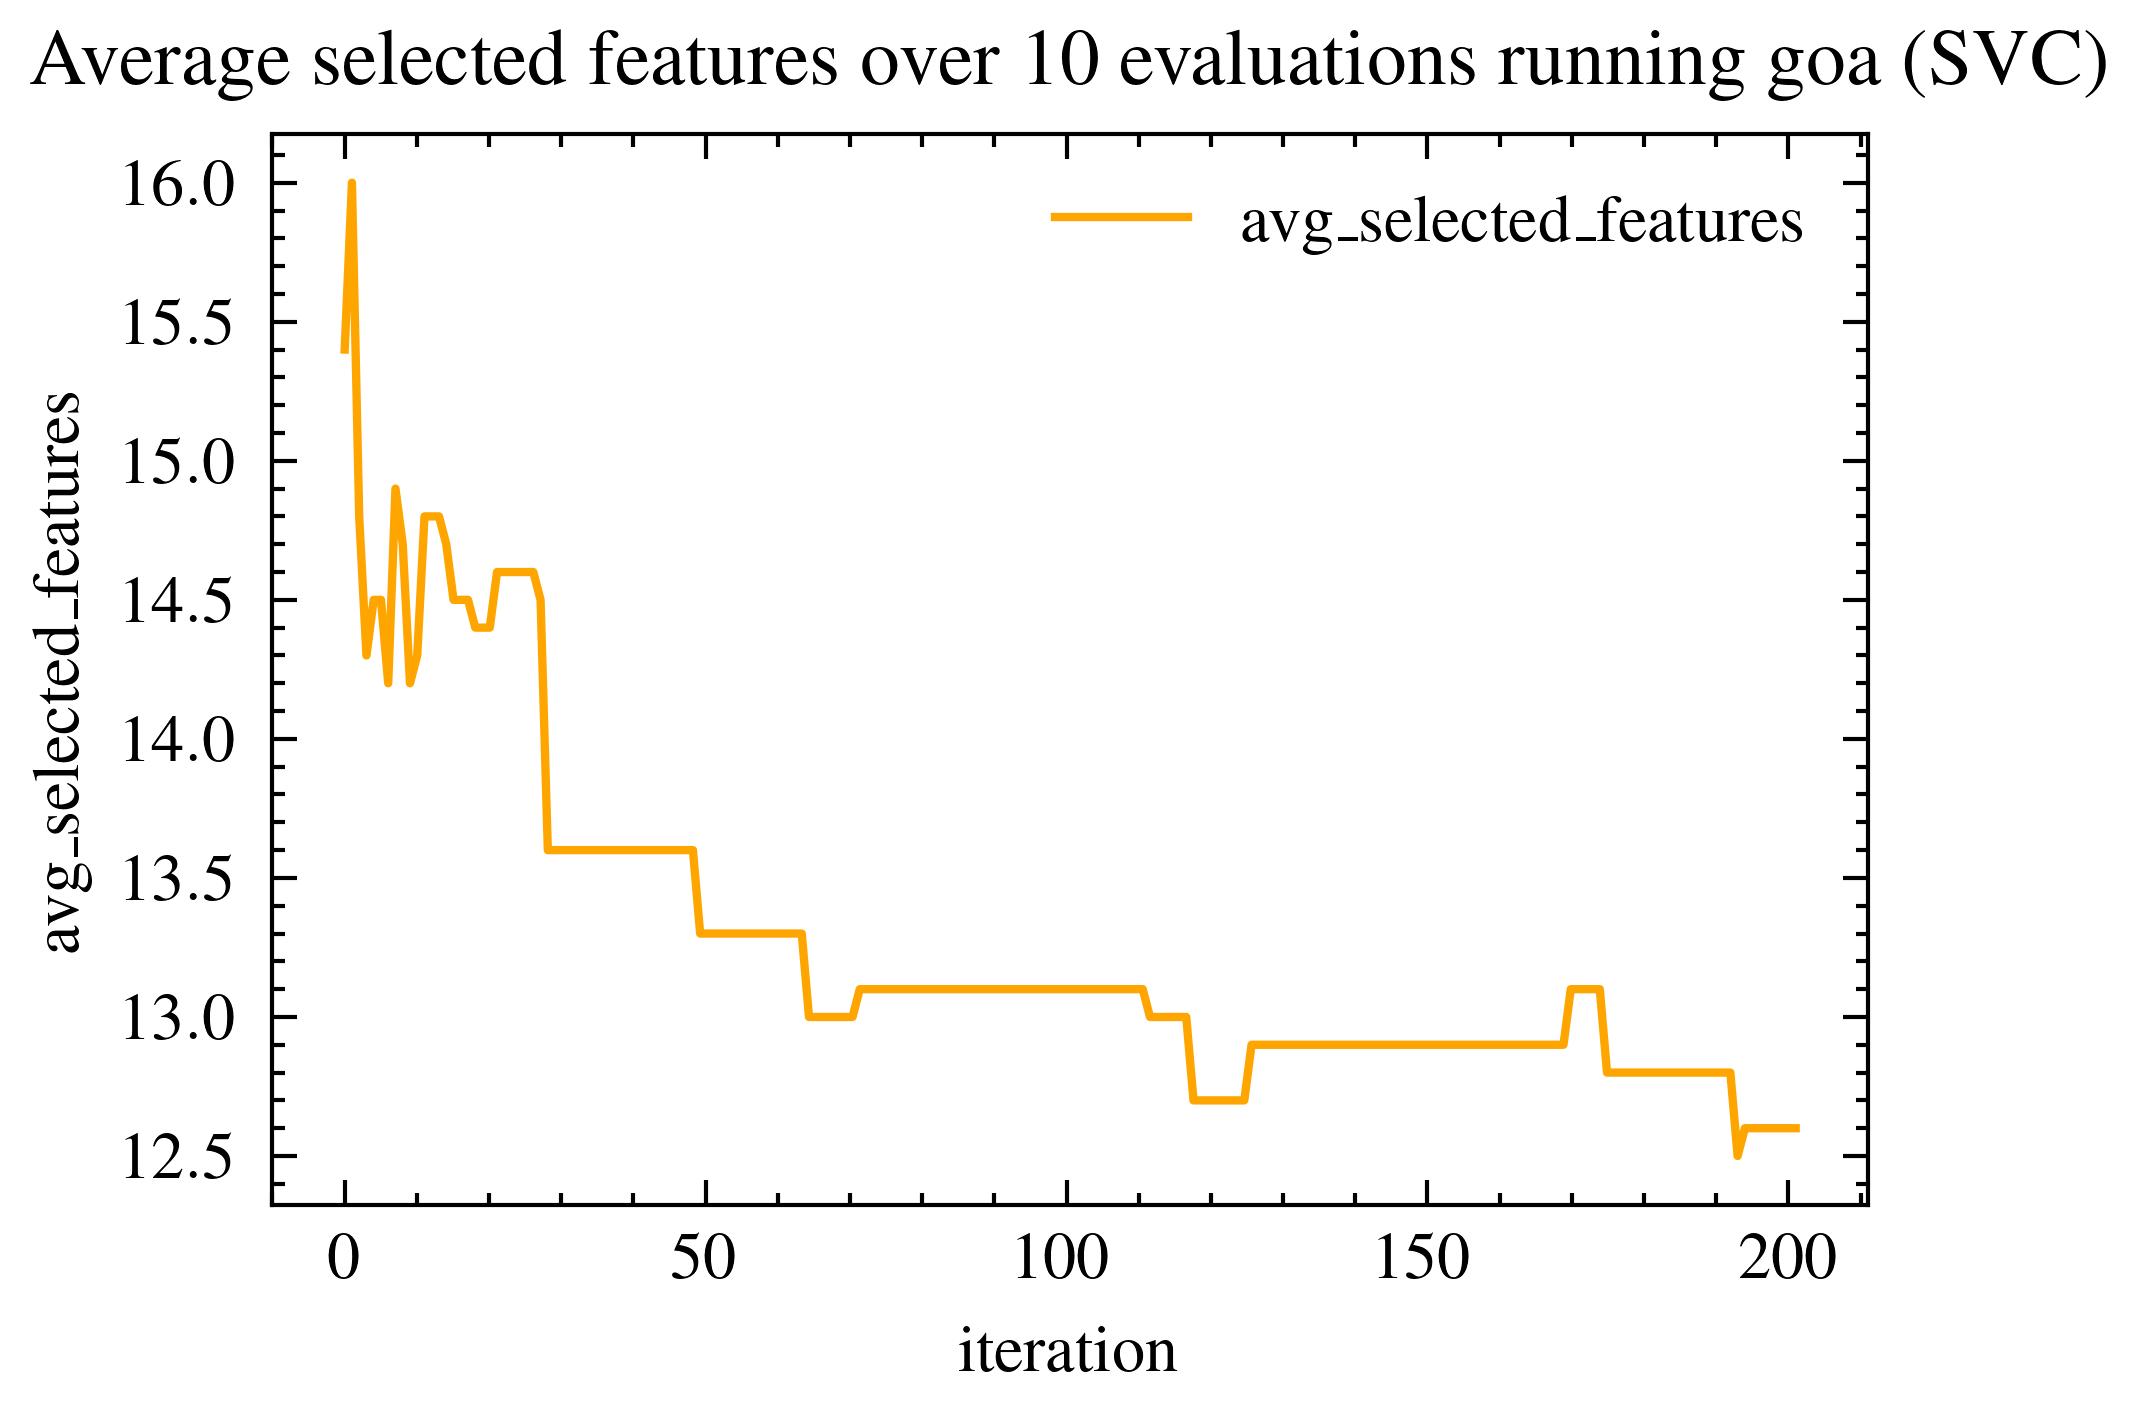 Average selected features over 10 evaluations running goa (SVC)
avg_selected_features
16.0
15.5
15.0
14.5
14.0
13.5
13.0
12.5
avg_selected_features
0 50 100 150 200
iteration